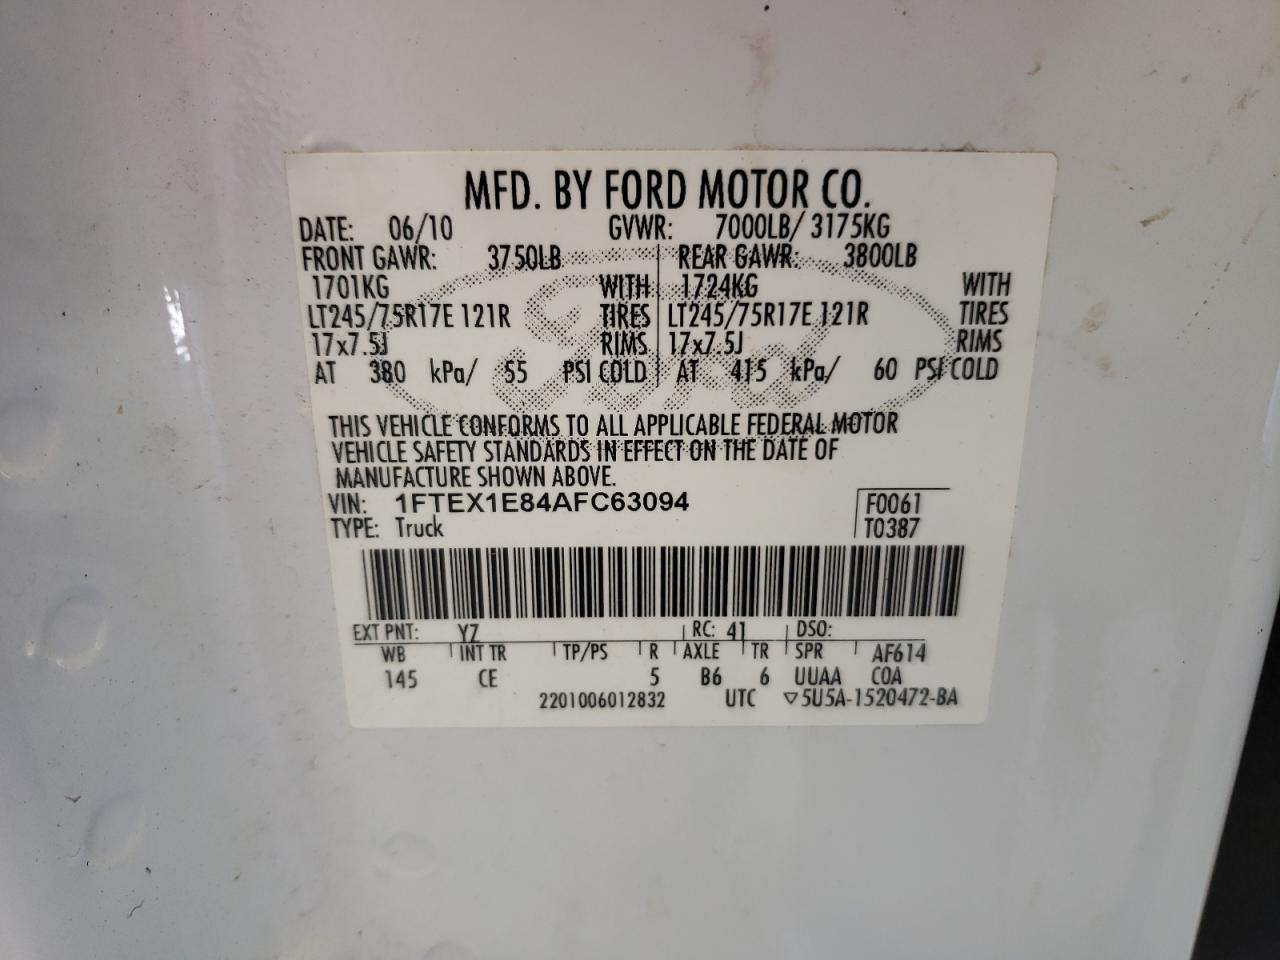 MFD. BY FORD MOTOR CO.
DATE: 06/10 GVWR: 7000LB/ 3175KG
FRONT GAWR: 3750LB REAR GAWR: 3800LB
1701KG WITH 1724KG WITH
LT245/75R17E 121R TIRES LT245/75R17E 121R TIRES
17x7.5J RIMS 17x7.5J RIMS
AT 380 kPa/ 55 PSI COLD AT 415 kPa/ 60 PSI COLD
THIS VEHICLE CONFORMS TO ALL APPLICABLE FEDERAL MOTOR
VEHICLE SAFETY STANDARDS IN EFFECT ON THE DATE OF
MANUFACTURE SHOWN ABOVE.
VIN: 1FTEX1E84AFC63094 F0061
TYPE: Truck T0387
EXT PNT: YZ RC: 41 DSO:
WB INT TR TP/PS R AXLE TR SPR AF614
145 CE 5 B6 6 UUAA COA
2201006012832 UTC ▽5U5A-1520472-BA
Ford